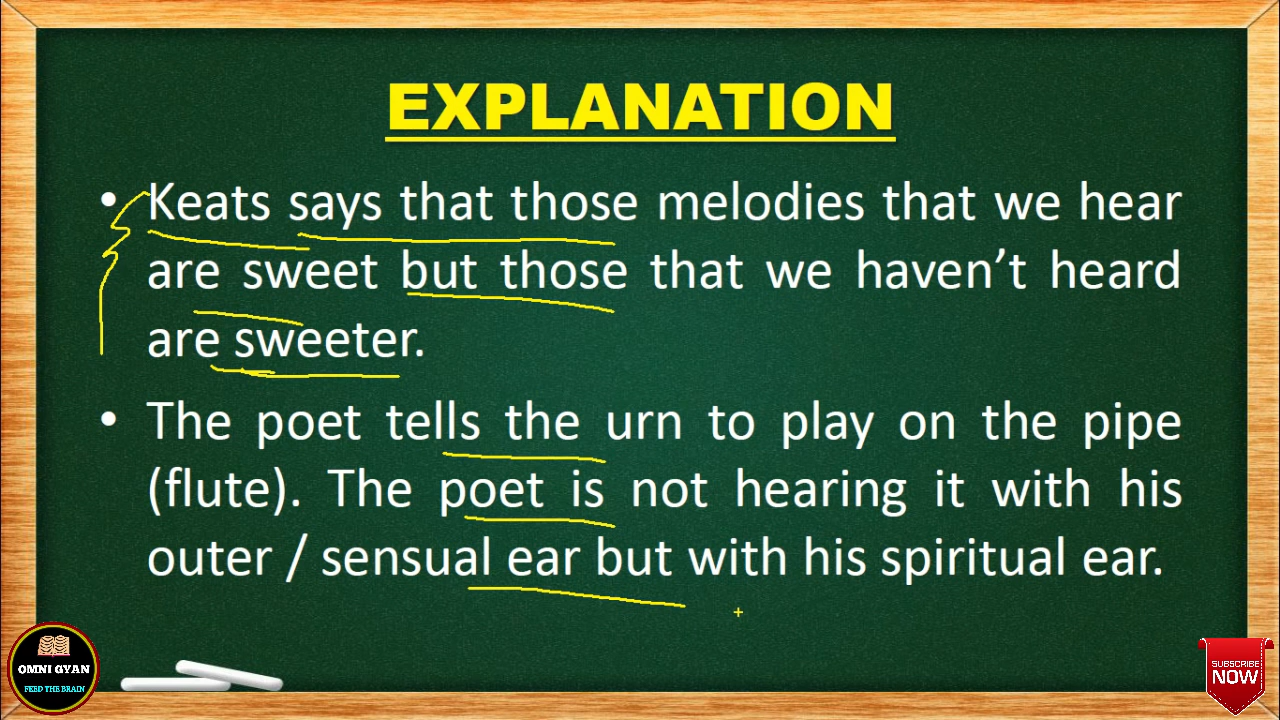 EXPLANATION
• Keats says that those melodies that we hear
are sweet but those that we haven't heard
are sweeter.
• The poet tells the urn to play on the pipe
(flute). The poet is not hearing it with his
outer / sensual ear but with his spiritual ear.
OMNI GYAN
FEED THE BRAIN
SUBSCRIBE
NOW